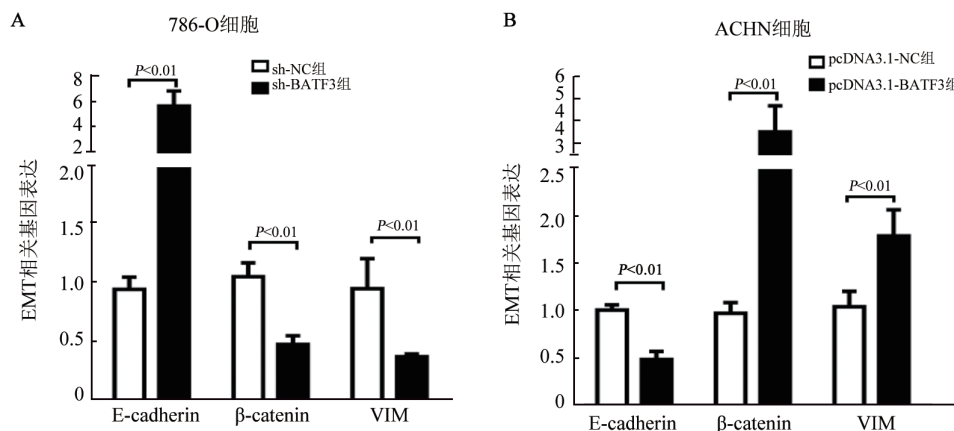 A
786-O细胞
sh-NC组
sh-BATF3组
P<0.01
8
6
4
2
2.0
1.5
1.0
0.5
0
EMT相关基因表达
P<0.01
P<0.01
E-cadherin
β-catenin
VIM
B
ACHN细胞
pcDNA3.1-NC组
pcDNA3.1-BATF3组
P<0.01
6
5
4
3
2.5
2.0
1.5
1.0
0.5
0.0
EMT相关基因表达
P<0.01
P<0.01
E-cadherin
β-catenin
VIM